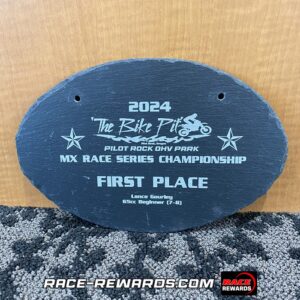 2024
The Bike Pit
PILOT ROCK OHV PARK
MX RACE SERIES CHAMPIONSHIP
FIRST PLACE
Lance Gourley
65cc Beginner (7-8)
RACE-REWARDS.COM
RACE
REWARDS